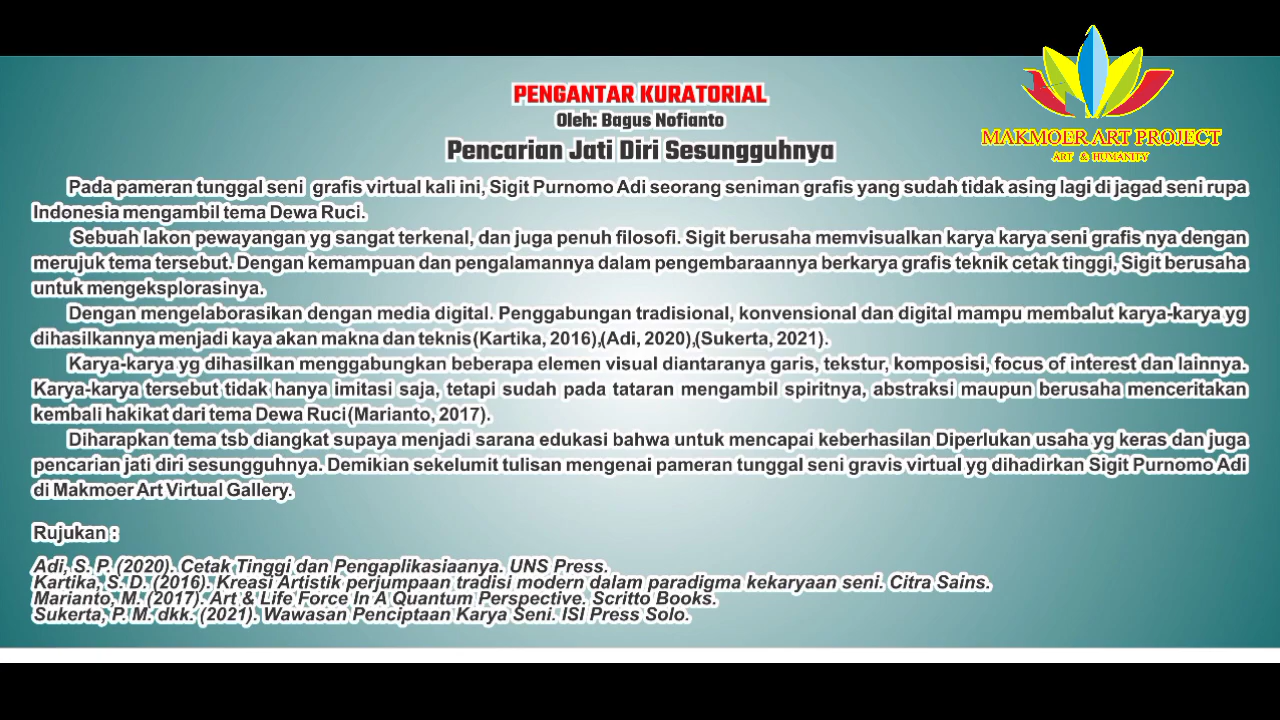 PENGANTAR KURATORIAL
Oleh: Bagus Nofianto
Pencarian Jati Diri Sesungguhnya
MAKMOER ART PROJECT
ART & HUMANITY
Pada pameran tunggal seni grafis virtual kali ini, Sigit Purnomo Adi seorang seniman grafis yang sudah tidak asing lagi di jagad seni rupa
Indonesia mengambil tema Dewa Ruci.
Sebuah lakon pewayangan yg sangat terkenal, dan juga penuh filosofi. Sigit berusaha memvisualkan karya karya seni grafis nya dengan
merujuk tema tersebut. Dengan kemampuan dan pengalamannya dalam pengembaraannya berkarya grafis teknik cetak tinggi, Sigit berusaha
untuk mengeksplorasinya.
Dengan mengelaborasikan dengan media digital. Penggabungan tradisional, konvensional dan digital mampu membalut karya-karya yg
dihasilkannya menjadi kaya akan makna dan teknis(Kartika, 2016),(Adi, 2020),(Sukerta, 2021).
Karya-karya yg dihasilkan menggabungkan beberapa elemen visual diantaranya garis, tekstur, komposisi, focus of interest dan lainnya.
Karya-karya tersebut tidak hanya imitasi saja, tetapi sudah pada tataran mengambil spiritnya, abstraksi maupun berusaha menceritakan
kembali hakikat dari tema Dewa Ruci(Marianto, 2017).
Diharapkan tema tsb diangkat supaya menjadi sarana edukasi bahwa untuk mencapai keberhasilan Diperlukan usaha yg keras dan juga
pencarian jati diri sesungguhnya. Demikian sekelumit tulisan mengenai pameran tunggal seni gravis virtual yg dihadirkan Sigit Purnomo Adi
di Makmoer Art Virtual Gallery.
Rujukan :
Adi, S. P. (2020). Cetak Tinggi dan Pengaplikasiaanya. UNS Press.
Kartika, S. D. (2016). Kreasi Artistik perjumpaan tradisi modern dalam paradigma kekaryaan seni. Citra Sains.
Marianto, M. (2017). Art & Life Force In A Quantum Perspective. Scritto Books.
Sukerta, P. M. dkk. (2021). Wawasan Penciptaan Karya Seni. ISI Press Solo.